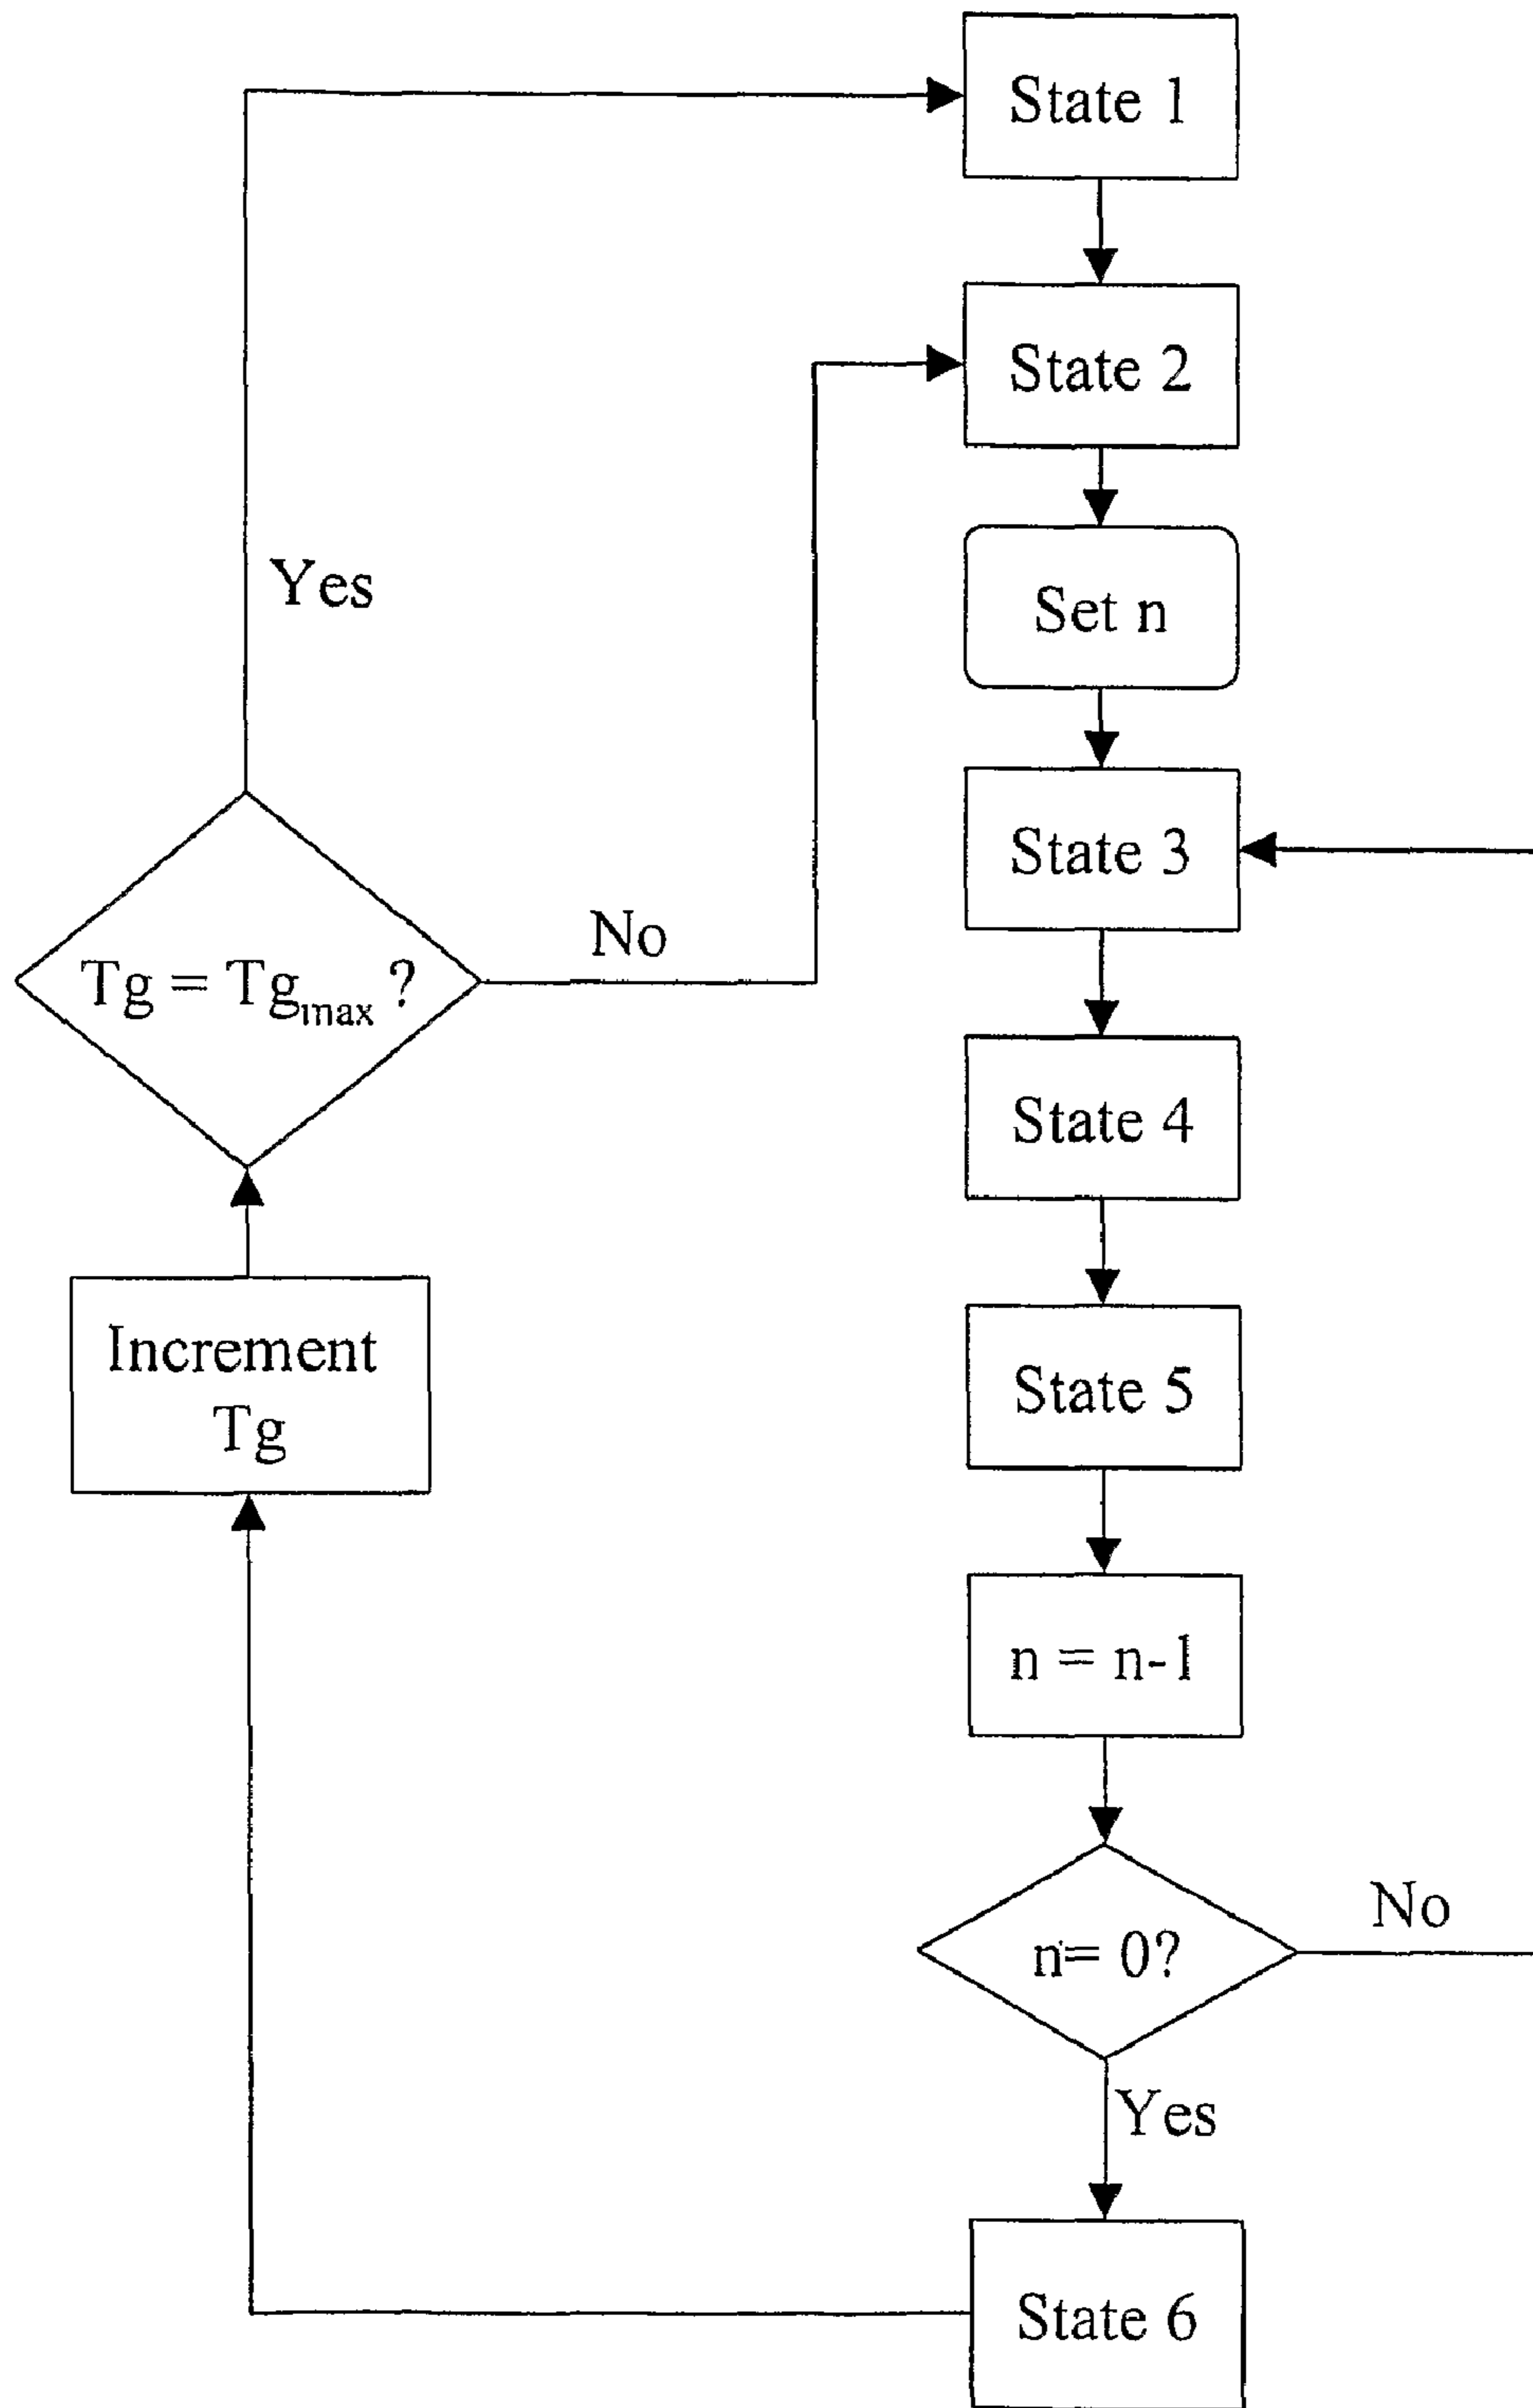 State 1
State 2
Yes
Set n
State 3
No
Tg = Tgmax ?
State 4
Increment
Tg
State 5
n = n-1
No
n= 0?
Yes
State 6